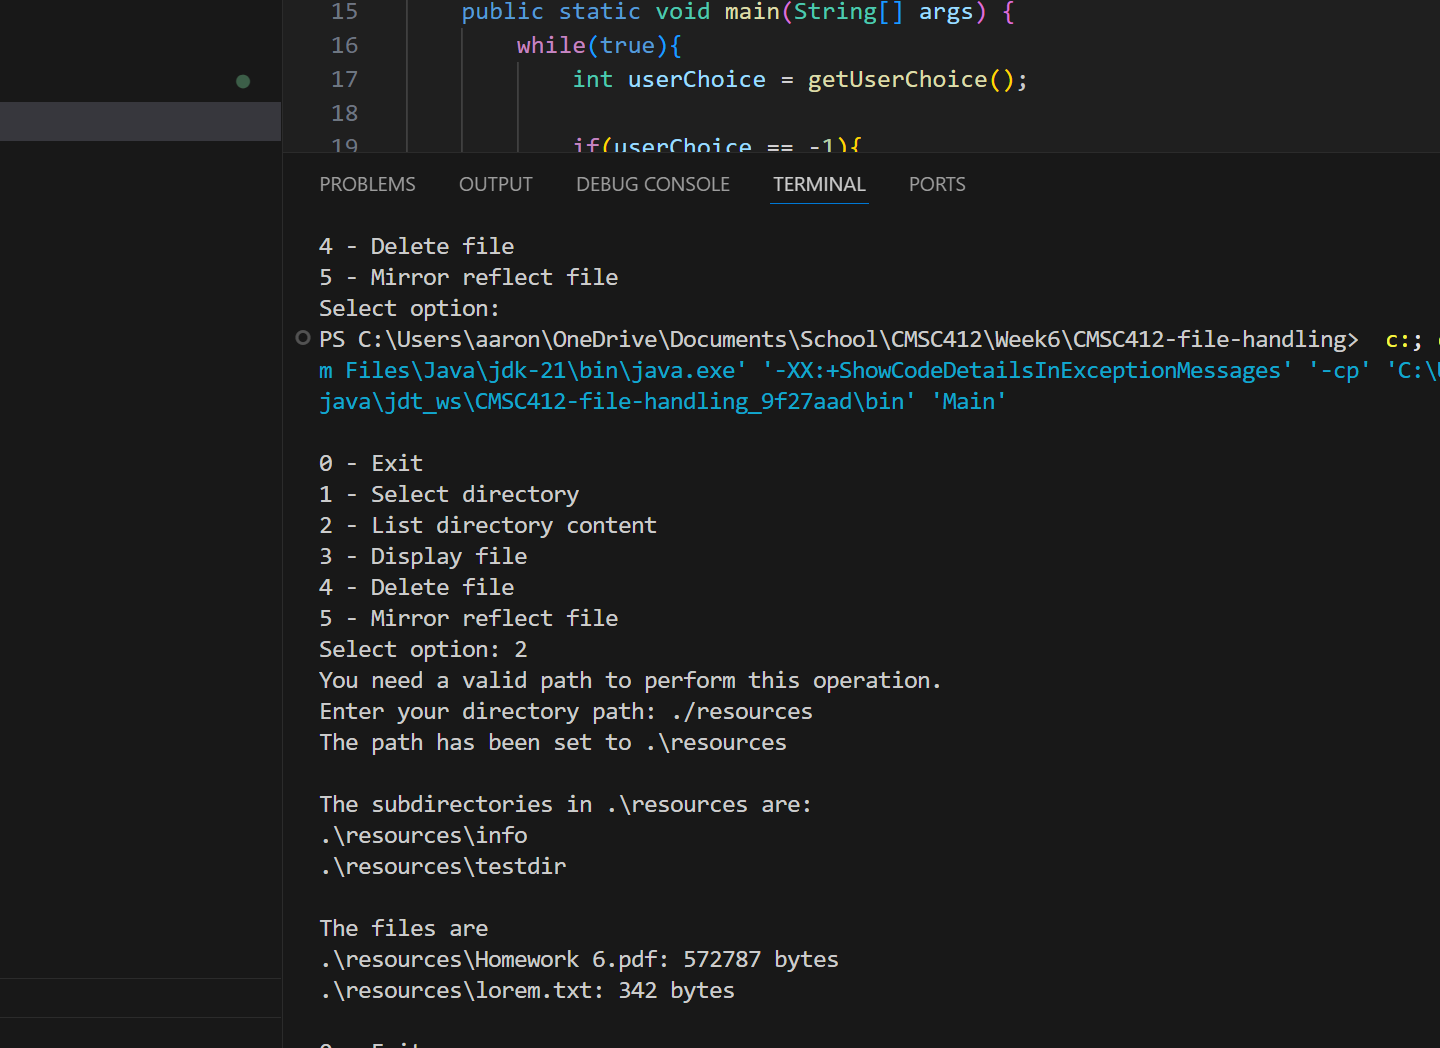 15 public static void main(String[] args) {
16 while(true){
17 int userChoice = getUserChoice();
18
19 if(userChoice == -1){
PROBLEMS OUTPUT DEBUG CONSOLE TERMINAL PORTS
4 - Delete file
5 - Mirror reflect file
Select option:
PS C:\Users\aaron\OneDrive\Documents\School\CMSC412\Week6\CMSC412-file-handling> c:;
m Files\Java\jdk-21\bin\java.exe' '-XX:+ShowCodeDetailsInExceptionMessages' '-cp' 'C:\U
java\jdt_ws\CMSC412-file-handling_9f27aad\bin' 'Main'
0 - Exit
1 - Select directory
2 - List directory content
3 - Display file
4 - Delete file
5 - Mirror reflect file
Select option: 2
You need a valid path to perform this operation.
Enter your directory path: ./resources
The path has been set to .\resources
The subdirectories in .\resources are:
.\resources\info
.\resources\testdir
The files are
.\resources\Homework 6.pdf: 572787 bytes
.\resources\lorem.txt: 342 bytes
0 - Exit